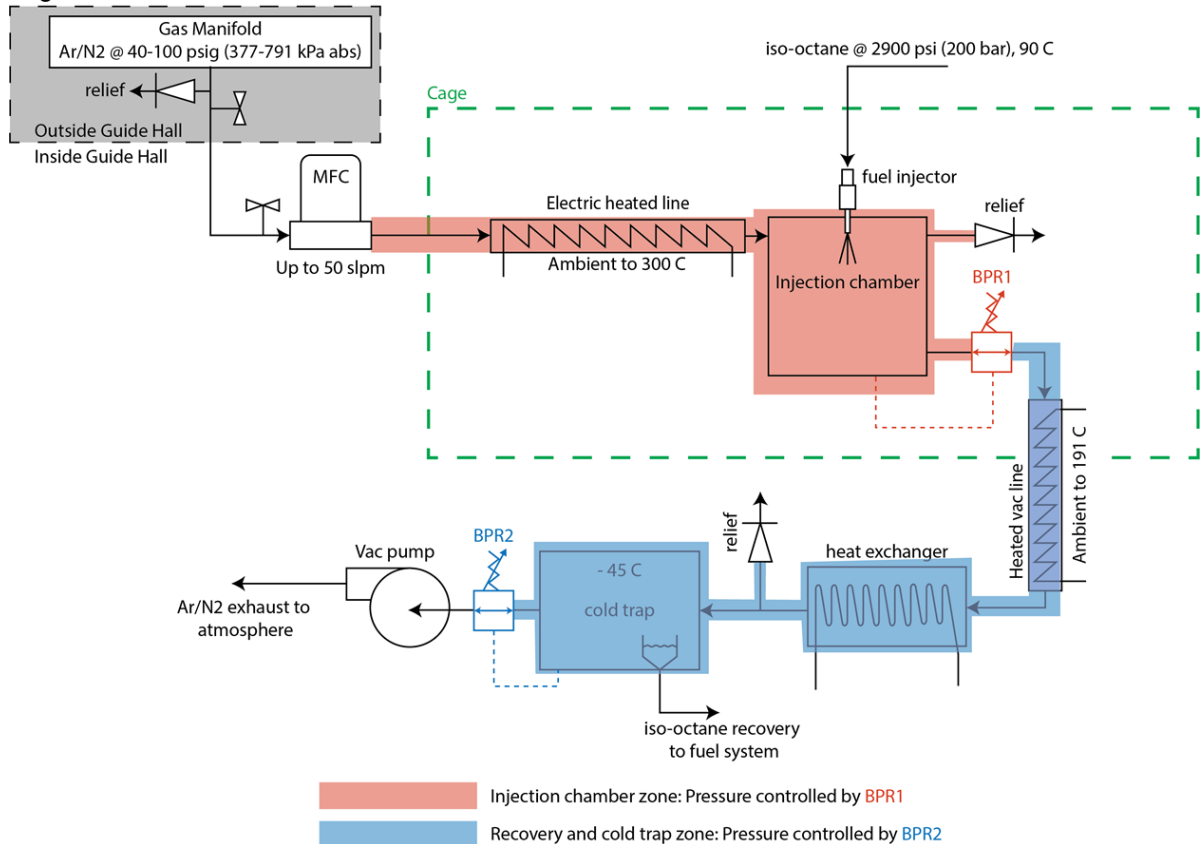 Gas Manifold
Ar/N2 @ 40-100 psig (377-791 kPa abs)
relief
Outside Guide Hall
Inside Guide Hall
iso-octane @ 2900 psi (200 bar), 90 C
Cage
MFC
Up to 50 slpm
Electric heated line
Ambient to 300 C
fuel injector
relief
Injection chamber
BPR1
Heated vac line
Ambient to 191 C
Vac pump
BPR2
relief
heat exchanger
- 45 C
cold trap
Ar/N2 exhaust to
atmosphere
iso-octane recovery
to fuel system
Injection chamber zone: Pressure controlled by BPR1
Recovery and cold trap zone: Pressure controlled by BPR2